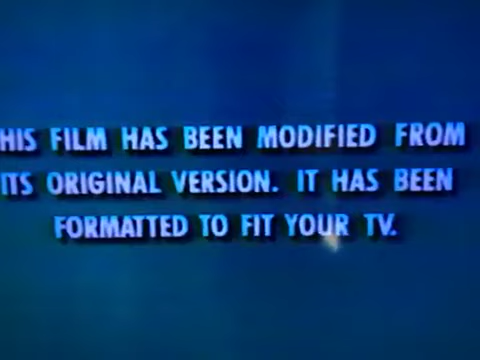 HIS FILM HAS BEEN MODIFIED FROM
ITS ORIGINAL VERSION. IT HAS BEEN
FORMATTED TO FIT YOUR TV.